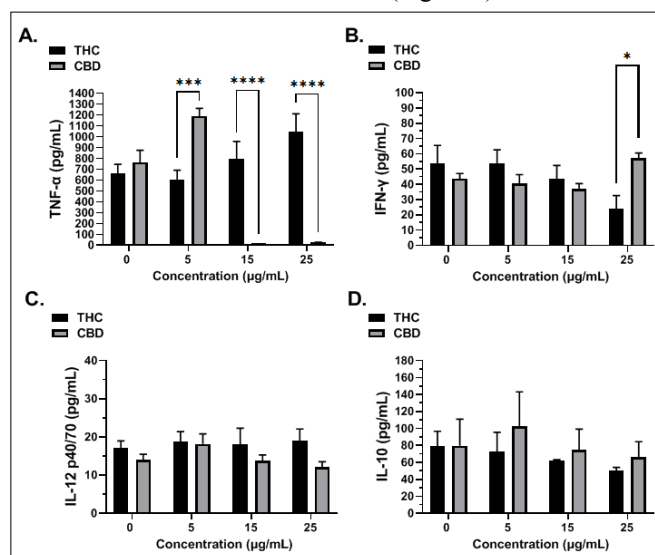 A.
THC
CBD
*** **** ****
TNF-α (pg/mL)
1400
1300
1200
1100
1000
900
800
700
600
500
400
300
200
100
0
0 5 15 25
Concentration (µg/mL)
B.
THC
CBD
*
IFN-γ (pg/mL)
100
90
80
70
60
50
40
30
20
10
0
0 5 15 25
Concentration (µg/mL)
C.
THC
CBD
IL-12 p40/70 (pg/mL)
40
30
20
10
0
0 5 15 25
Concentration (µg/mL)
D.
THC
CBD
IL-10 (pg/mL)
180
160
140
120
100
80
60
40
20
0
0 5 15 25
Concentration (µg/mL)